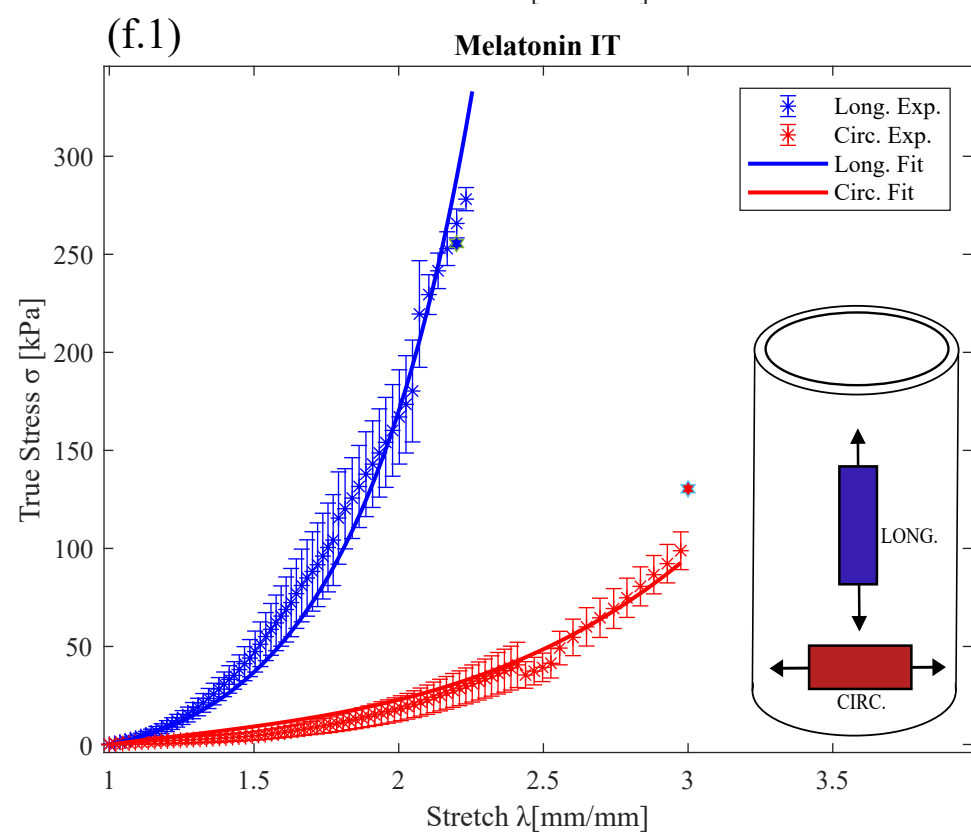 (f.1)
Melatonin IT
Long. Exp.
Circ. Exp.
Long. Fit
Circ. Fit
300
250
200
150
100
50
0
True Stress σ [kPa]
LONG.
CIRC.
1
1.5
2
2.5
3
3.5
Stretch λ[mm/mm]